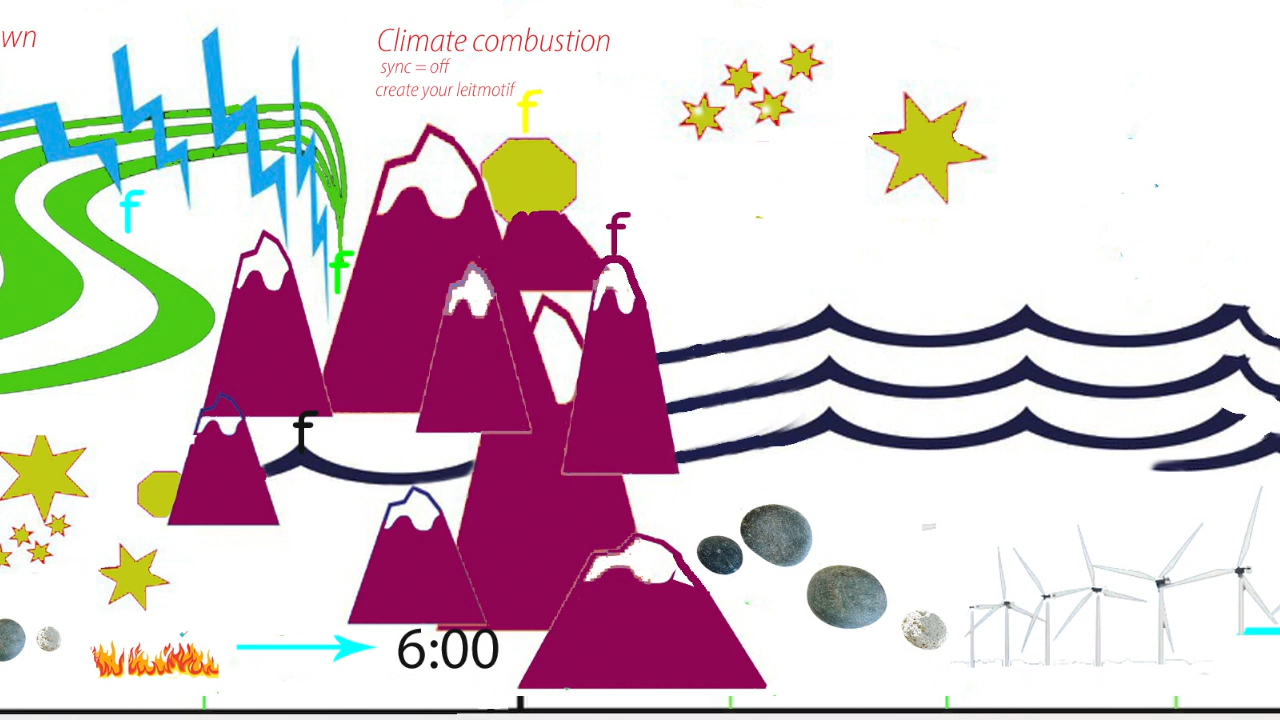 wn
Climate combustion
sync = off
create your leitmotif
f
f
f
f
f
6:00